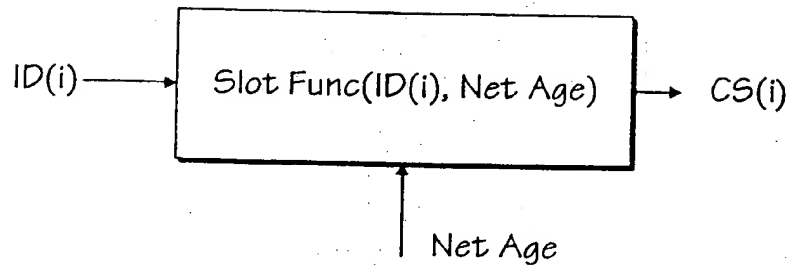 ID(i)
Slot Func(ID(i), Net Age)
CS(i)
Net Age